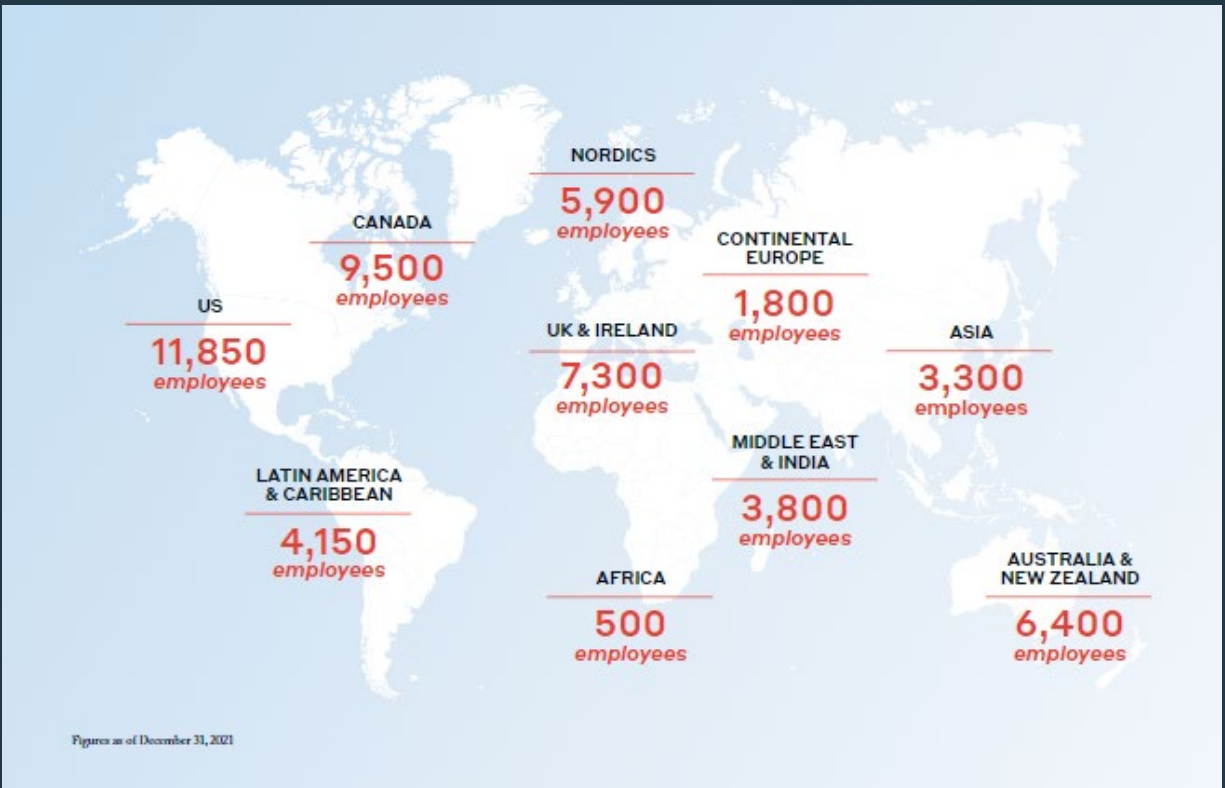 NORDICS
5,900
employees
CANADA
9,500
employees
CONTINENTAL
EUROPE
1,800
employees
US
11,850
employees
UK & IRELAND
7,300
employees
ASIA
3,300
employees
MIDDLE EAST
& INDIA
3,800
employees
LATIN AMERICA
& CARIBBEAN
4,150
employees
AFRICA
500
employees
AUSTRALIA &
NEW ZEALAND
6,400
employees
Figures as of December 31, 2021